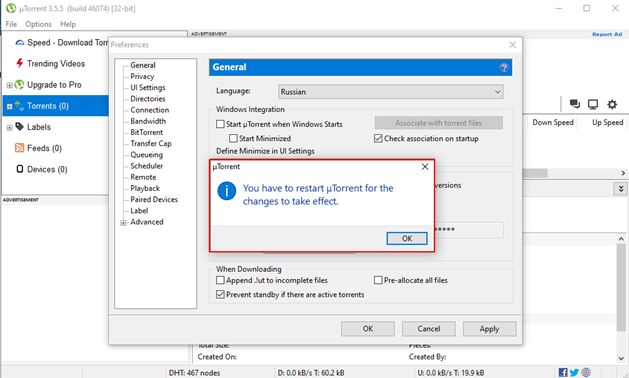 µTorrent 3.5.5 (build 46074) [32-bit]
File Options Help
ADVERTISEMENT
Report Ad
Speed - Download Torr
Trending Videos
Upgrade to Pro
Torrents (0)
Labels
Feeds (0)
Devices (0)
ADVERTISEMENT
Down Speed Up Speed
Preferences
General
Privacy
UI Settings
Directories
Connection
Bandwidth
BitTorrent
Transfer Cap
Queueing
Scheduler
Remote
Playback
Paired Devices
Label
Advanced
General
Language: Russian
Windows Integration
Start µTorrent when Windows Starts
Associate with torrent files
Start Minimized
Check association on startup
Define Minimize in UI Settings
versions
µTorrent
You have to restart µTorrent for the
changes to take effect.
OK
When Downloading
Append .!ut to incomplete files
Pre-allocate all files
Prevent standby if there are active torrents
OK Cancel Apply
Total Size: Pieces:
Created On: Created By:
DHT: 467 nodes D: 0.0 kB/s T: 60.2 kB U: 0.0 kB/s T: 19.9 kB